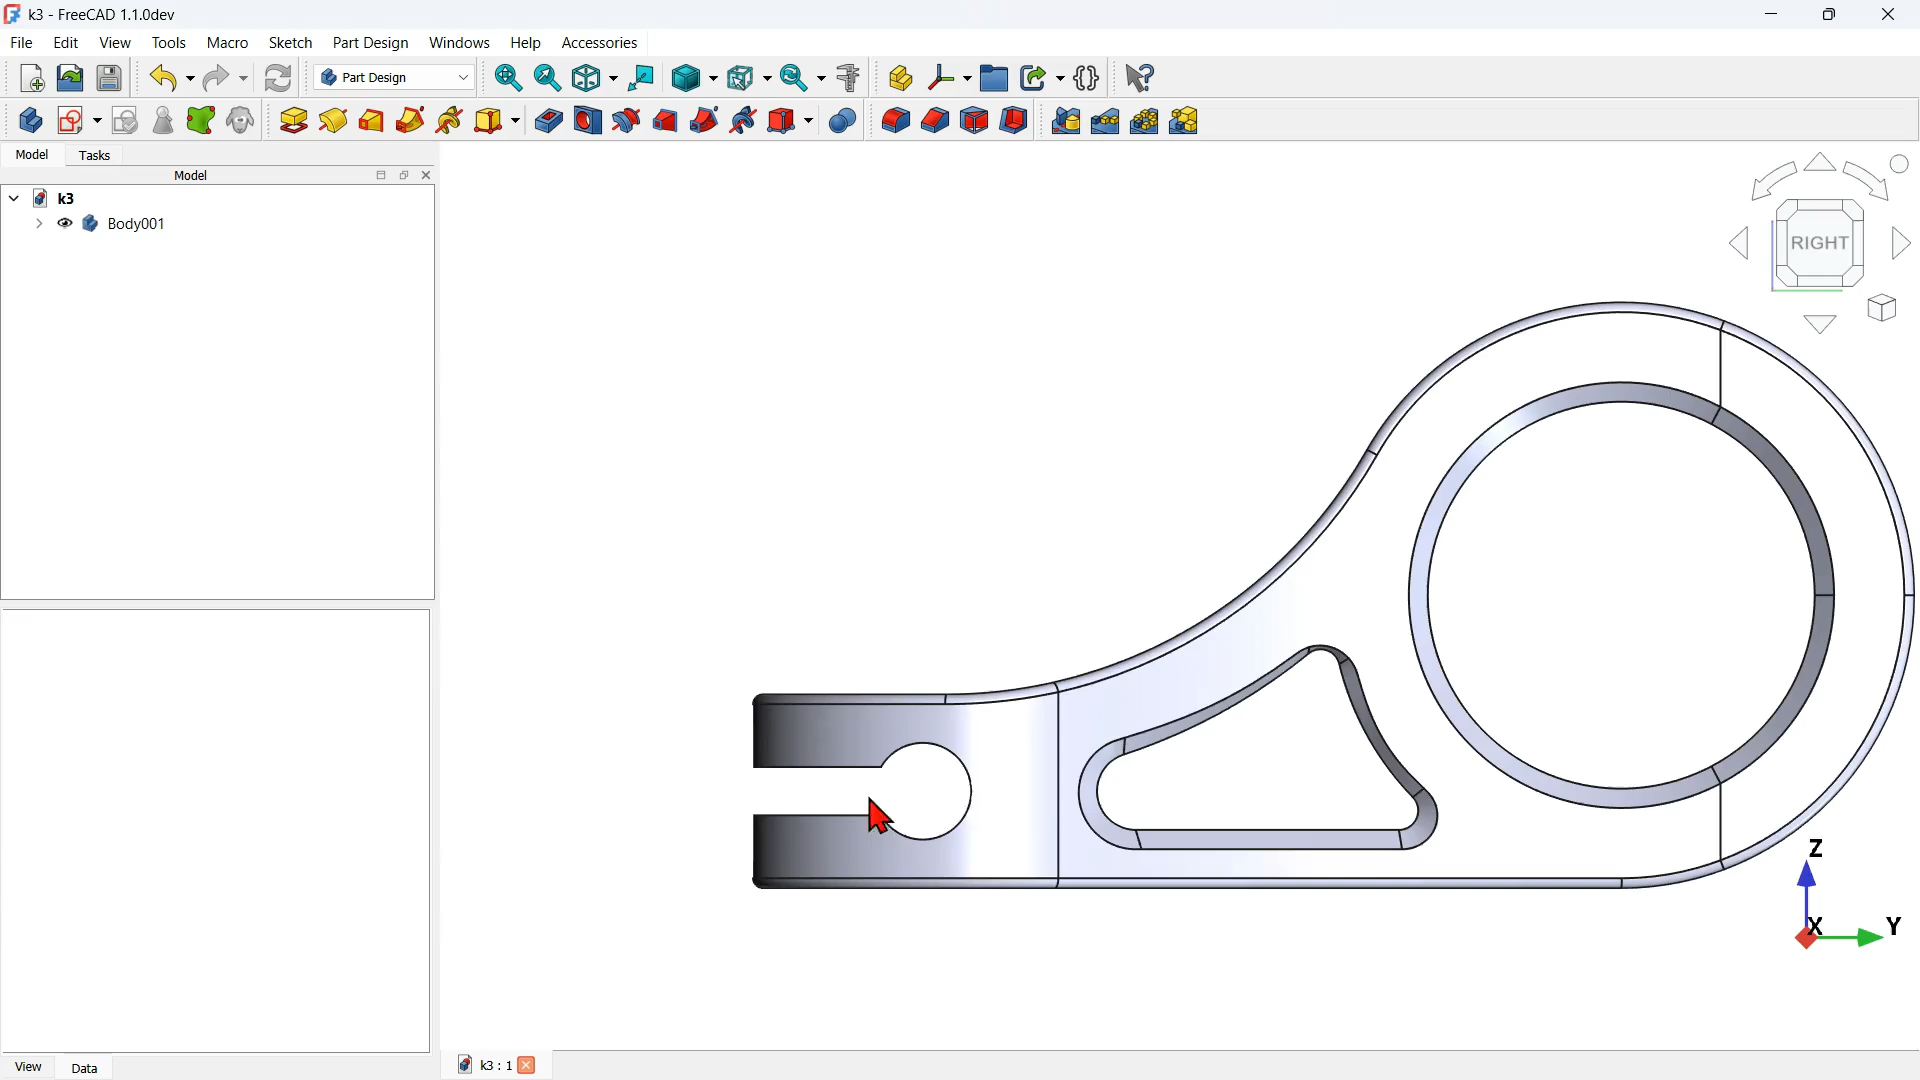 k3 - FreeCAD 1.1.0dev
File Edit View Tools Macro Sketch Part Design Windows Help Accessories
Part Design
Model Tasks
Model
k3
Body001
RIGHT
Z
X
Y
k3 : 1
View Data